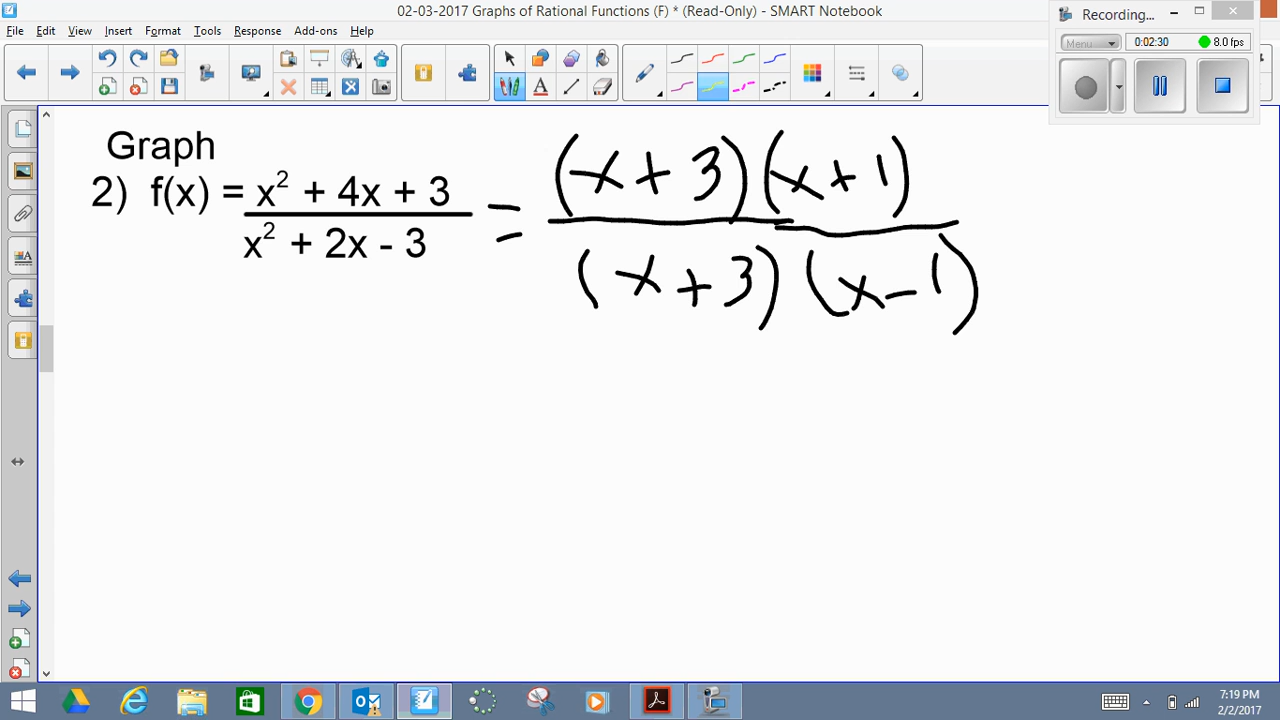 02-03-2017 Graphs of Rational Functions (F) * (Read-Only) - SMART Notebook
Recording...
File Edit View Insert Format Tools Response Add-ons Help
Menu 0:02:30 8.0 fps
Graph
2) f(x) = x² + 4x + 3
x² + 2x - 3
= (x + 3)(x + 1)
(x + 3)(x - 1)
7:19 PM
2/2/2017